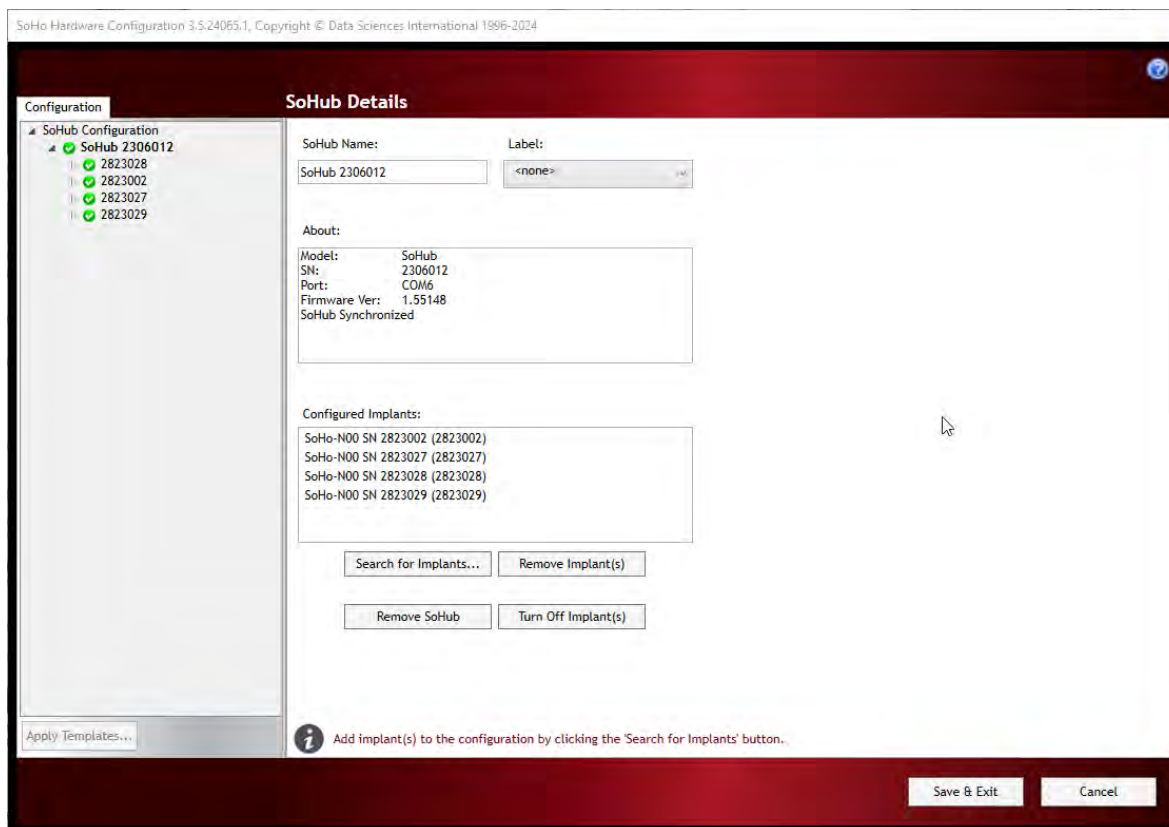 SoHo Hardware Configuration 3.5.24065.1, Copyright © Data Sciences International 1996-2024
Configuration
SoHub Configuration
SoHub 2306012
2823028
2823002
2823027
2823029
Apply Templates...
SoHub Details
SoHub Name:
Label:
SoHub 2306012
<none>
About:
Model: SoHub
SN: 2306012
Port: COM6
Firmware Ver: 1.55148
SoHub Synchronized
Configured Implants:
SoHo-N00 SN 2823002 (2823002)
SoHo-N00 SN 2823027 (2823027)
SoHo-N00 SN 2823028 (2823028)
SoHo-N00 SN 2823029 (2823029)
Search for Implants...
Remove Implant(s)
Remove SoHub
Turn Off Implant(s)
Add implant(s) to the configuration by clicking the 'Search for Implants' button.
Save & Exit
Cancel